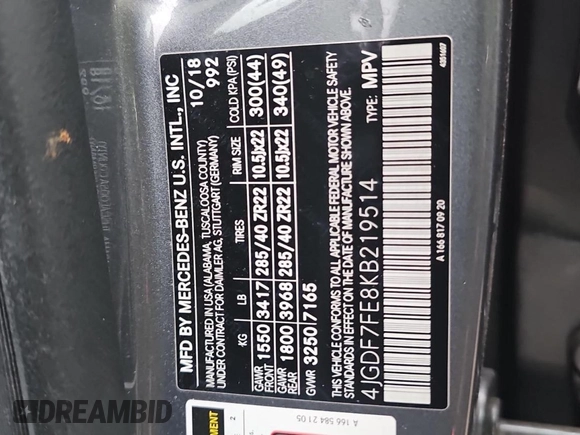 MFD BY MERCEDES-BENZ U.S. INTL., INC
MANUFACTURED IN USA (ALABAMA, TUSCALOOSA COUNTY)
UNDER CONTRACT FOR DAIMLER AG, STUTTGART (GERMANY)
10/18
992
KG LB TIRES RIM SIZE COLD KPA (PSI)
GAWR FRONT 1550 3417 285/40 ZR22 10.5Jx22 300(44)
GAWR REAR 1800 3968 285/40 ZR22 10.5Jx22 340(49)
GVWR 3250/7165
THIS VEHICLE CONFORMS TO ALL APPLICABLE FEDERAL MOTOR VEHICLE SAFETY
STANDARDS IN EFFECT ON THE DATE OF MANUFACTURE SHOWN ABOVE.
TYPE: MPV
4JGDF7FE8KB219514
A 166 817 09 20
4351607
A 166 584 21 05
DREAMBID